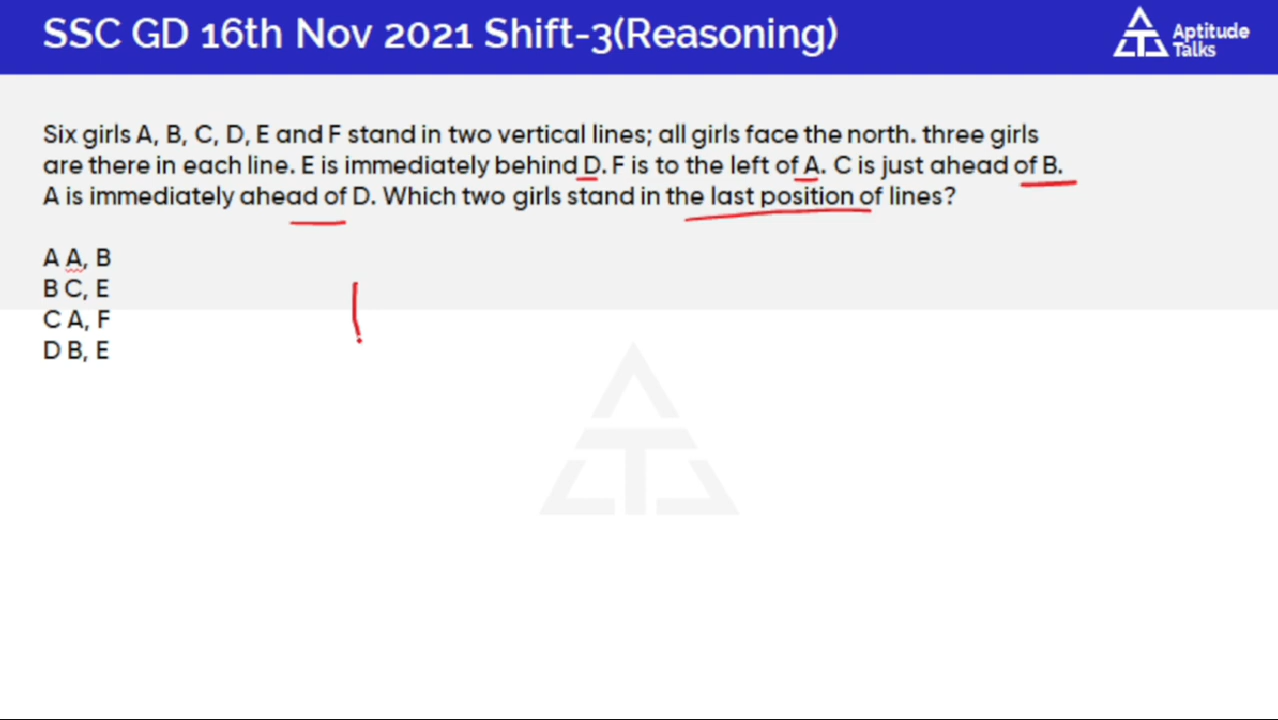 SSC GD 16th Nov 2021 Shift-3(Reasoning)
Aptitude
Talks
Six girls A, B, C, D, E and F stand in two vertical lines; all girls face the north. three girls
are there in each line. E is immediately behind D. F is to the left of A. C is just ahead of B.
A is immediately ahead of D. Which two girls stand in the last position of lines?
A A, B
B C, E
C A, F
D B, E